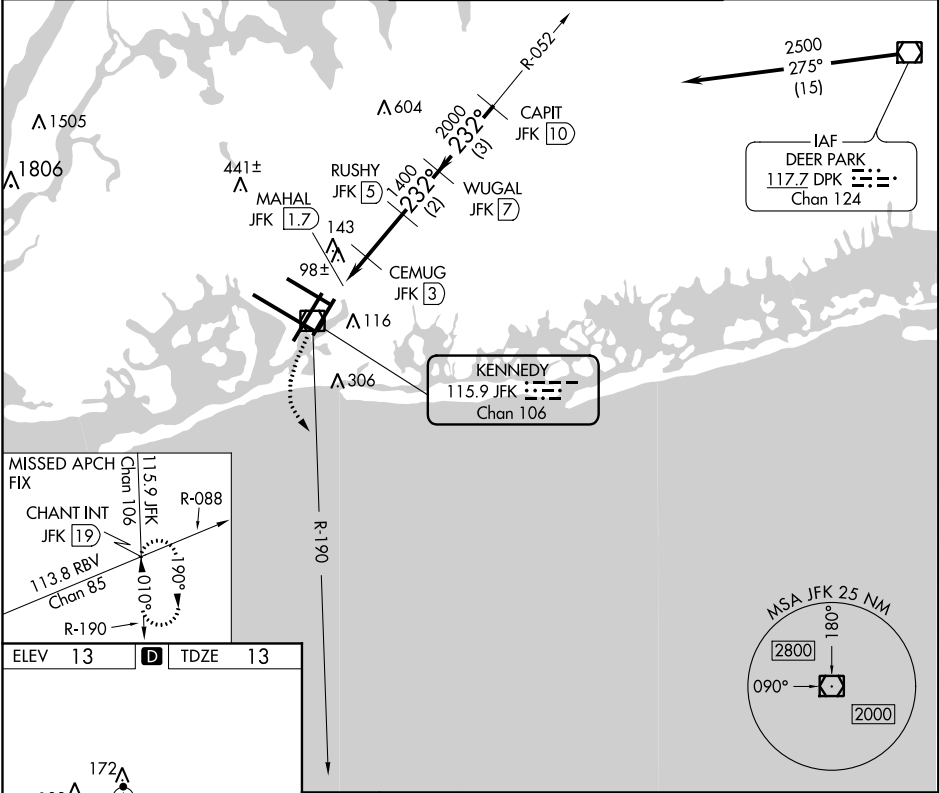 R-052
2500
275°
(15)
IAF
DEER PARK
117.7 DPK
Chan 124
604
1505
1806
441±
CAPIT
JFK 10
2000
232°
(3)
RUSHY
JFK 5
1400
232°
(2)
WUGAL
JFK 7
MAHAL
JFK 1.7
143
98±
CEMUG
JFK 3
116
306
KENNEDY
115.9 JFK
Chan 106
R-190
MISSED APCH
FIX
115.9 JFK
Chan 106
R-088
CHANT INT
JFK 19
113.8 RBV
Chan 85
010°
190°
R-190
MSA JFK 25 NM
180°
2800
090°
2000
ELEV 13 D TDZE 13
172